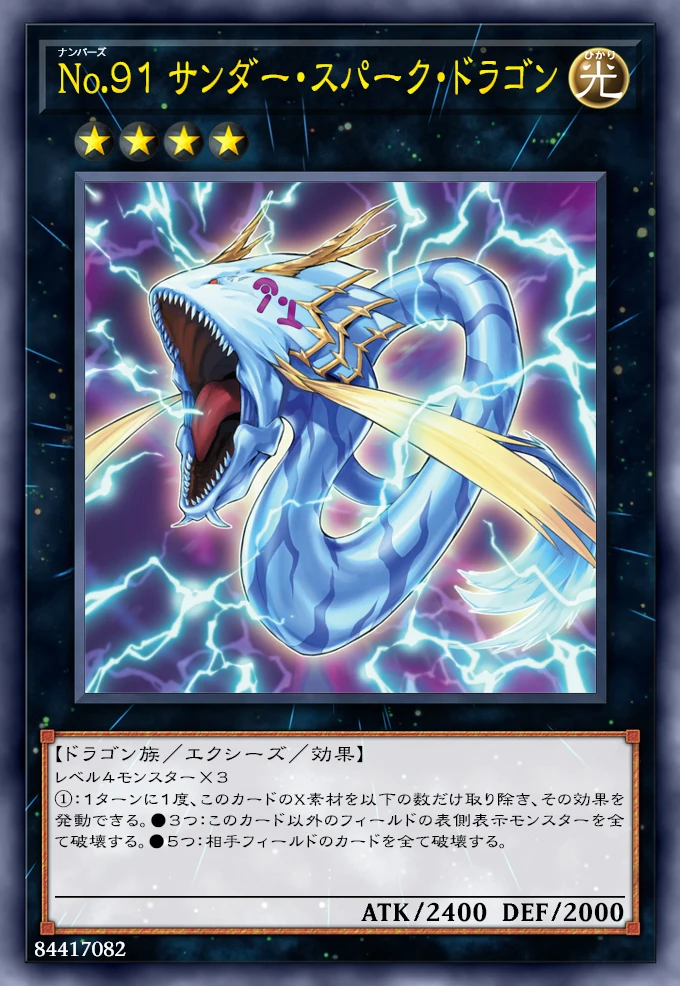 ナンバーズ
No.91 サンダー・スパーク・ドラゴン
ひかり
光
91
【ドラゴン族／エクシーズ／効果】
レベル４モンスター×３
①：１ターンに１度、このカードのX素材を以下の数だけ取り除き、その効果を
発動できる。●３つ：このカード以外のフィールドの表側表示モンスターを全
て破壊する。●５つ：相手フィールドのカードを全て破壊する。
ATK/2400 DEF/2000
84417082